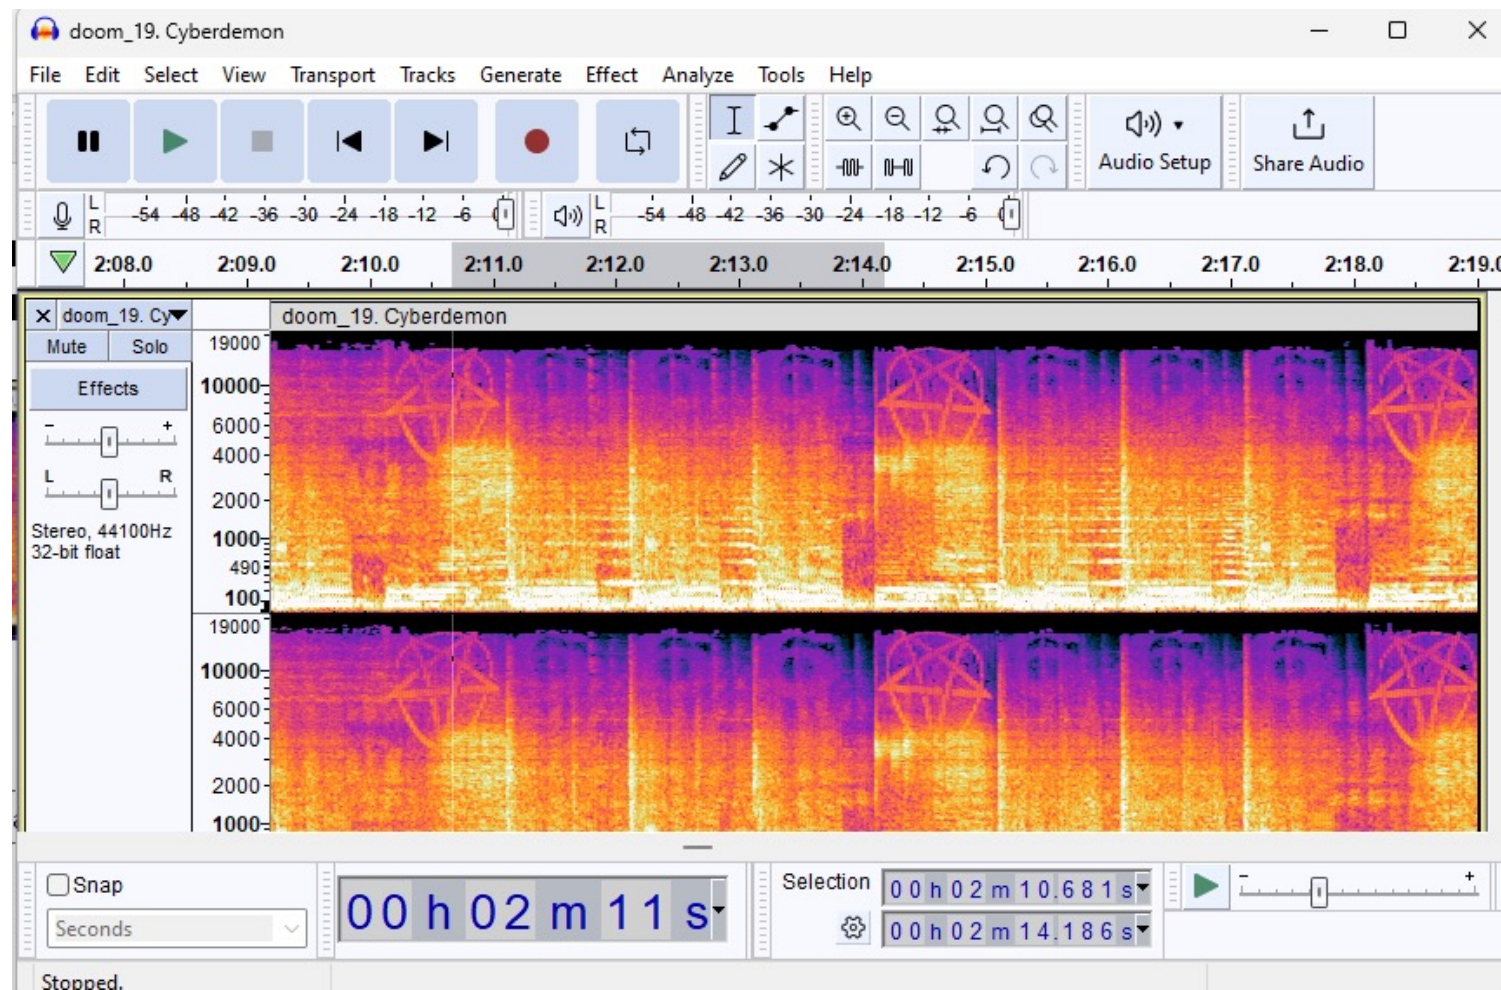 doom_19. Cyberdemon
File Edit Select View Transport Tracks Generate Effect Analyze Tools Help
Audio Setup
Share Audio
L
R
-54 -48 -42 -36 -30 -24 -18 -12 -6
L
R
-54 -48 -42 -36 -30 -24 -18 -12 -6
2:08.0 2:09.0 2:10.0 2:11.0 2:12.0 2:13.0 2:14.0 2:15.0 2:16.0 2:17.0 2:18.0 2:19.0
doom_19. Cy
doom_19. Cyberdemon
Mute Solo
Effects
- +
L R
Stereo, 44100Hz
32-bit float
19000
10000-
6000-
4000-
2000-
1000-
490-
100
19000
10000-
6000-
4000-
2000-
1000-
Snap
Seconds
00 h 02 m 11 s
Selection
00 h 02 m 10.681 s
00 h 02 m 14.186 s
- +
Stopped.